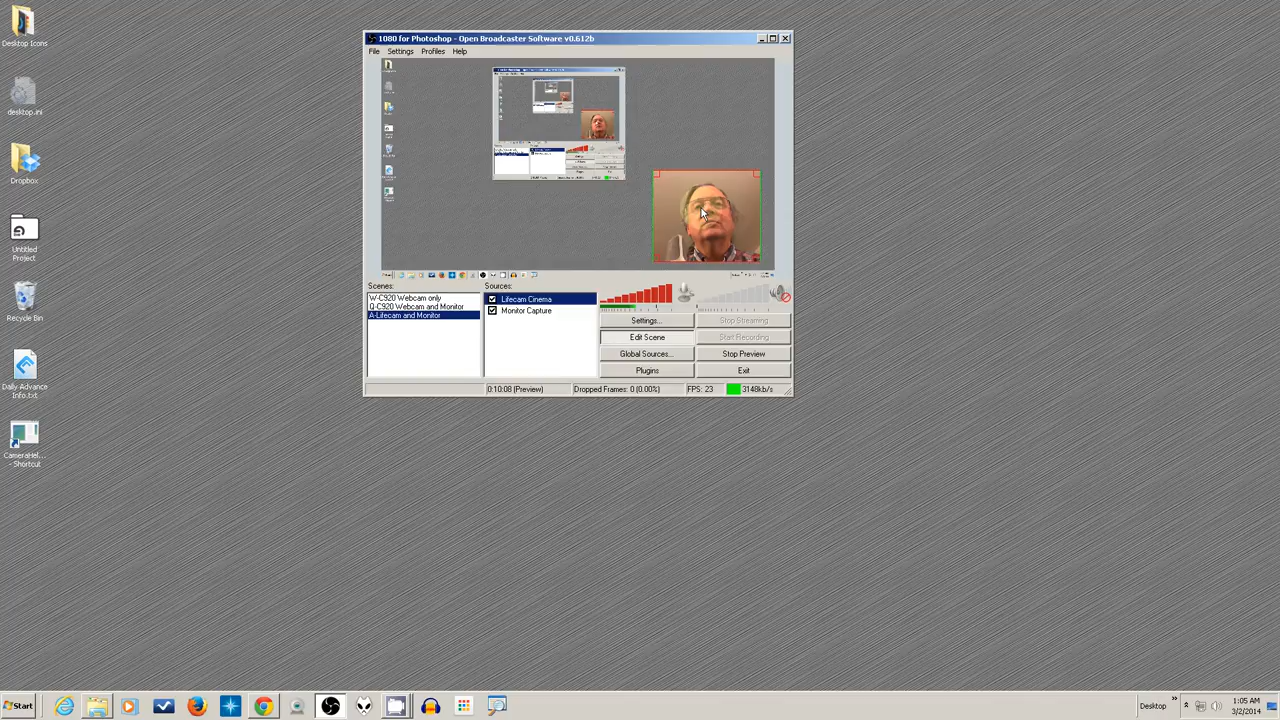 Desktop Icons
desktop.ini
Dropbox
Untitled
Project
Recycle Bin
Daily Advance
Info.txt
CameraHel...
- Shortcut
1080 for Photoshop - Open Broadcaster Software v0.612b
File Settings Profiles Help
Scenes:
W-C920 Webcam only
Q-C920 Webcam and Monitor
A-Lifecam and Monitor
Sources:
Lifecam Cinema
Monitor Capture
Settings... Stop Streaming
Edit Scene Start Recording
Global Sources... Stop Preview
Plugins Exit
0:10:08 (Preview) Dropped Frames: 0 (0.00%) FPS: 23 3148kb/s
Start
Desktop
1:05 AM
3/2/2014